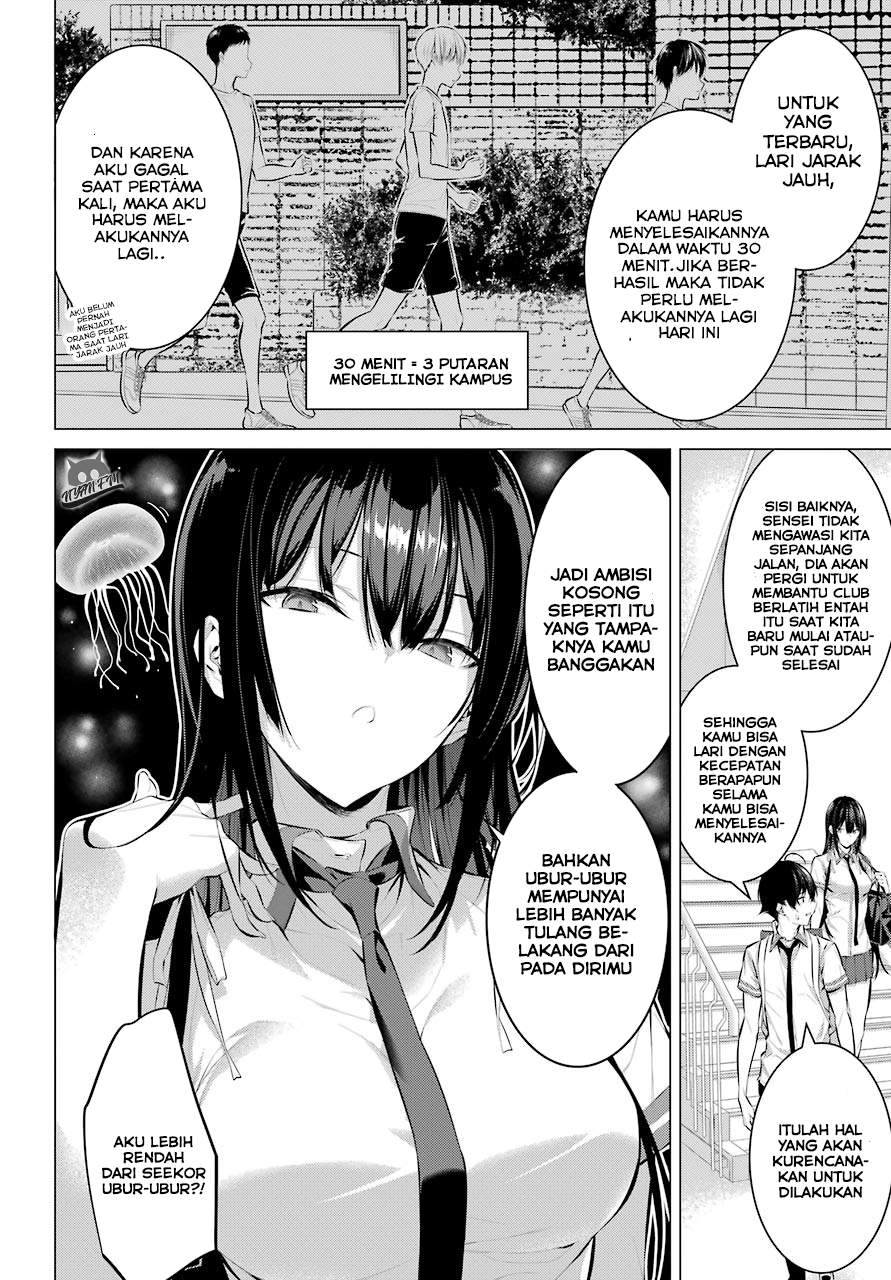 UNTUK
YANG
TERBARU,
LARI JARAK
JAUH,
KAMU HARUS
MENYELESAIKANNYA
DALAM WAKTU 30
MENIT. JIKA BER-
HASIL MAKA TIDAK
PERLU MEL-
AKUKANNYA LAGI
HARI INI
30 MENIT = 3 PUTARAN
MENGELILINGI KAMPUS
DAN KARENA
AKU GAGAL
SAAT PERTAMA
KALI, MAKA AKU
HARUS MEL-
AKUKANNYA
LAGI..
AKU BELUM
PERNAH
MENJADI
ORANG PERTA-
MA SAAT LARI
JARAK JAUH
SISI BAIKNYA,
SENSEI TIDAK
MENGAWASI KITA
SEPANJANG
JALAN, DIA AKAN
PERGI UNTUK
MEMBANTU CLUB
BERLATIH ENTAH
ITU SAAT KITA
BARU MULAI ATAU-
PUN SAAT SUDAH
SELESAI
SEHINGGA
KAMU BISA
LARI DENGAN
KECEPATAN
BERAPAPUN
SELAMA
KAMU BISA
MENYELESAI-
KANNYA
ITULAH HAL
YANG AKAN
KURENCANA-
KAN UNTUK
DILAKUKAN
JADI AMBISI
KOSONG
SEPERTI ITU
YANG TAMPA-
KNYA KAMU
BANGGAKAN
BAHKAN
UBUR-UBUR
MEMPUNYAI
LEBIH BANYAK
TULANG BE-
LAKANG DARI
PADA DIRIMU
AKU LEBIH
RENDAH
DARI SEEKOR
UBUR-UBUR?!
NYAN FM